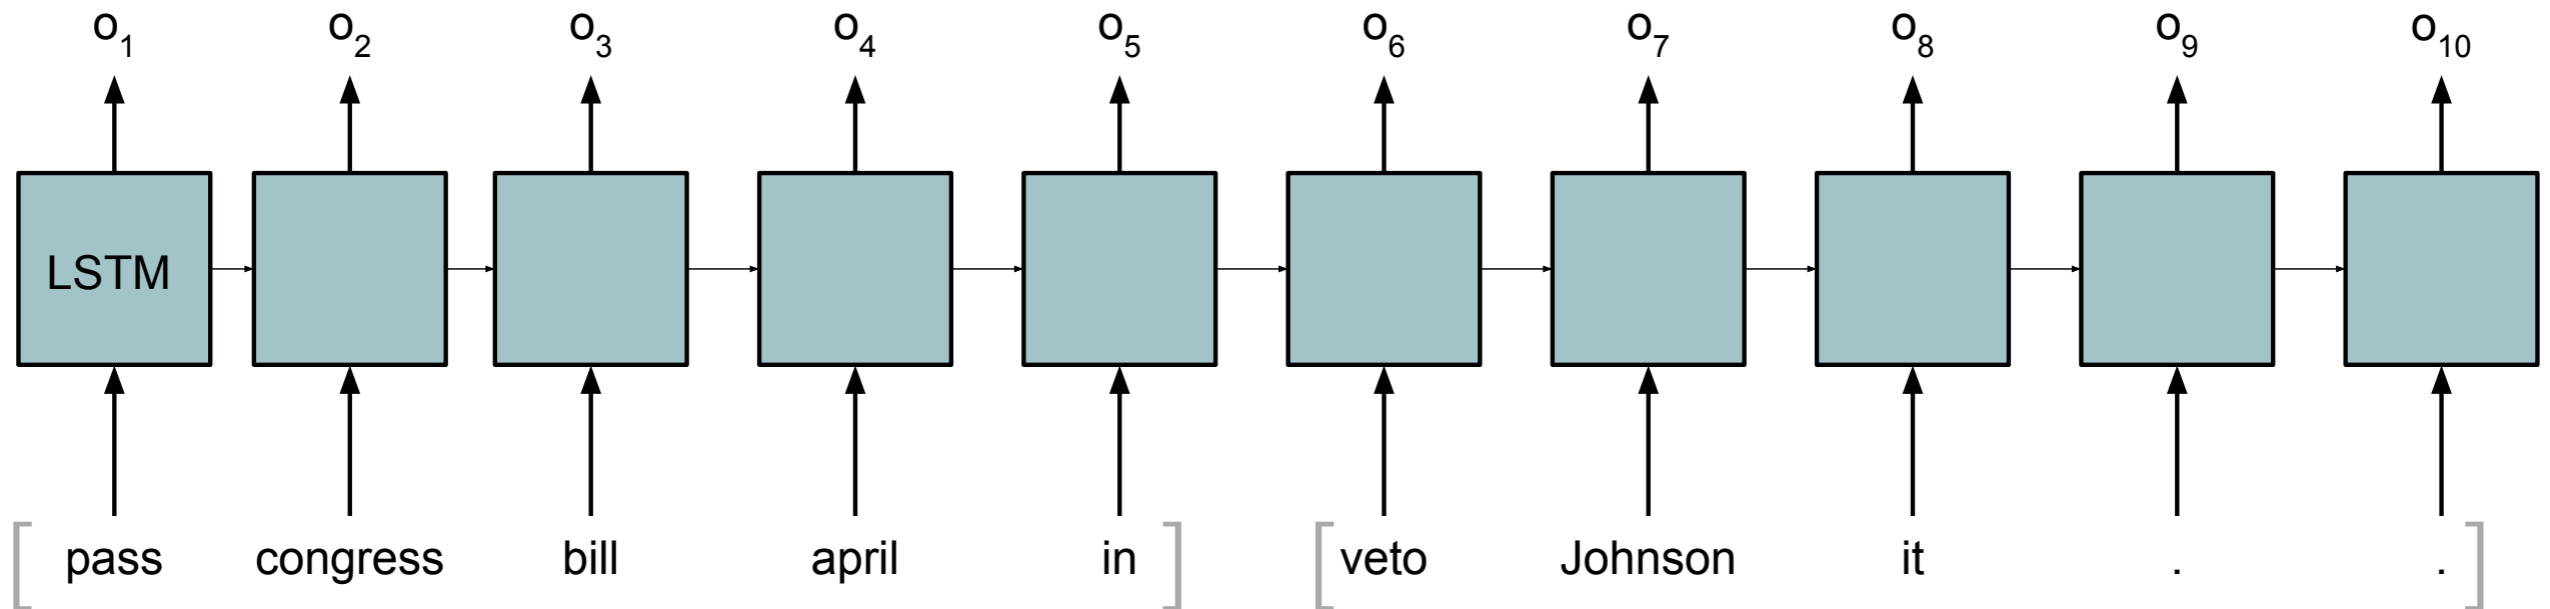 o1 o2 o3 o4 o5 o6 o7 o8 o9 o10
LSTM
[ pass congress bill april in ] [ veto Johnson it . . ]